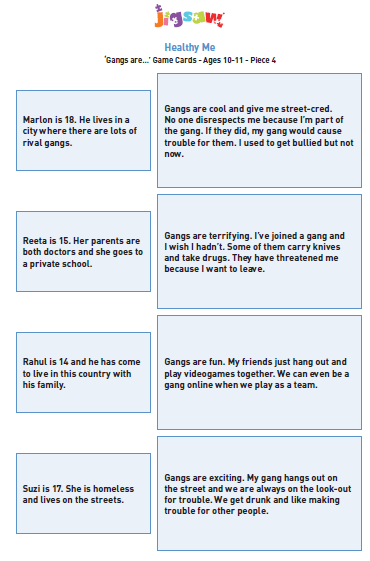 jigsaw
Healthy Me
'Gangs are...' Game Cards - Ages 10-11 - Piece 4
Marlon is 18. He lives in a
city where there are lots of
rival gangs.
Gangs are cool and give me street-cred.
No one disrespects me because I'm part of
the gang. If they did, my gang would cause
trouble for them. I used to get bullied but not
now.
Reeta is 15. Her parents are
both doctors and she goes to
a private school.
Gangs are terrifying. I've joined a gang and
I wish I hadn't. Some of them carry knives
and take drugs. They have threatened me
because I want to leave.
Rahul is 14 and he has come
to live in this country with
his family.
Gangs are fun. My friends just hang out and
play videogames together. We can even be a
gang online when we play as a team.
Suzi is 17. She is homeless
and lives on the streets.
Gangs are exciting. My gang hangs out on
the street and we are always on the look-out
for trouble. We get drunk and like making
trouble for other people.